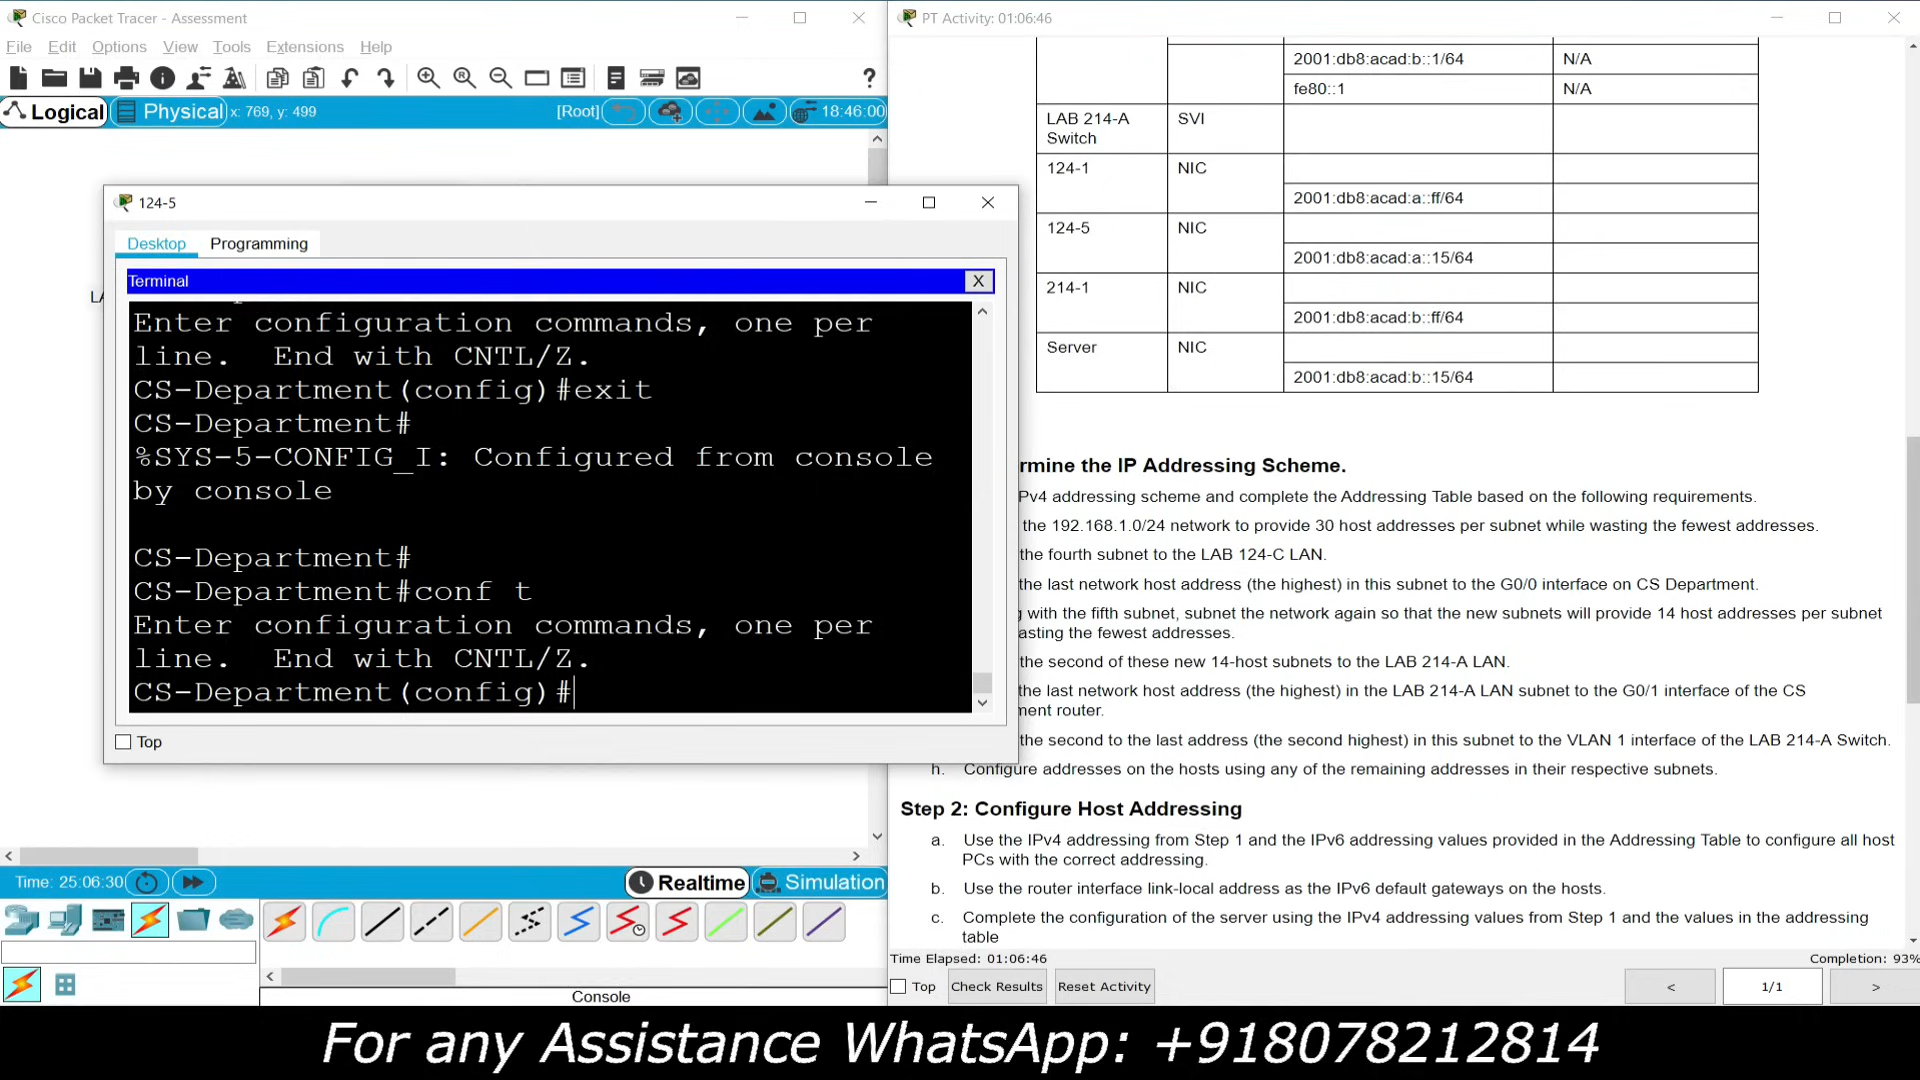 Cisco Packet Tracer - Assessment
File Edit Options View Tools Extensions Help
Logical Physical x: 769, y: 499 [Root] 18:46:00
124-5
Desktop Programming
Terminal X
Enter configuration commands, one per
line. End with CNTL/Z.
CS-Department(config)#exit
CS-Department#
%SYS-5-CONFIG_I: Configured from console
by console
CS-Department#
CS-Department#conf t
Enter configuration commands, one per
line. End with CNTL/Z.
CS-Department(config)#
Top
Time: 25:06:30 Realtime Simulation
Console
PT Activity: 01:06:46
2001:db8:acad:b::1/64 N/A
fe80::1 N/A
LAB 214-A SVI
Switch
124-1 NIC
2001:db8:acad:a::ff/64
124-5 NIC
2001:db8:acad:a::15/64
214-1 NIC
2001:db8:acad:b::ff/64
Server NIC
2001:db8:acad:b::15/64
rmine the IP Addressing Scheme.
Pv4 addressing scheme and complete the Addressing Table based on the following requirements.
the 192.168.1.0/24 network to provide 30 host addresses per subnet while wasting the fewest addresses.
the fourth subnet to the LAB 124-C LAN.
the last network host address (the highest) in this subnet to the G0/0 interface on CS Department.
g with the fifth subnet, subnet the network again so that the new subnets will provide 14 host addresses per subnet
asting the fewest addresses.
the second of these new 14-host subnets to the LAB 214-A LAN.
the last network host address (the highest) in the LAB 214-A LAN subnet to the G0/1 interface of the CS
ment router.
the second to the last address (the second highest) in this subnet to the VLAN 1 interface of the LAB 214-A Switch.
h. Configure addresses on the hosts using any of the remaining addresses in their respective subnets.
Step 2: Configure Host Addressing
a. Use the IPv4 addressing from Step 1 and the IPv6 addressing values provided in the Addressing Table to configure all host
PCs with the correct addressing.
b. Use the router interface link-local address as the IPv6 default gateways on the hosts.
c. Complete the configuration of the server using the IPv4 addressing values from Step 1 and the values in the addressing
table
Time Elapsed: 01:06:46 Completion: 93%
Top Check Results Reset Activity < 1/1 >
For any Assistance WhatsApp: +918078212814